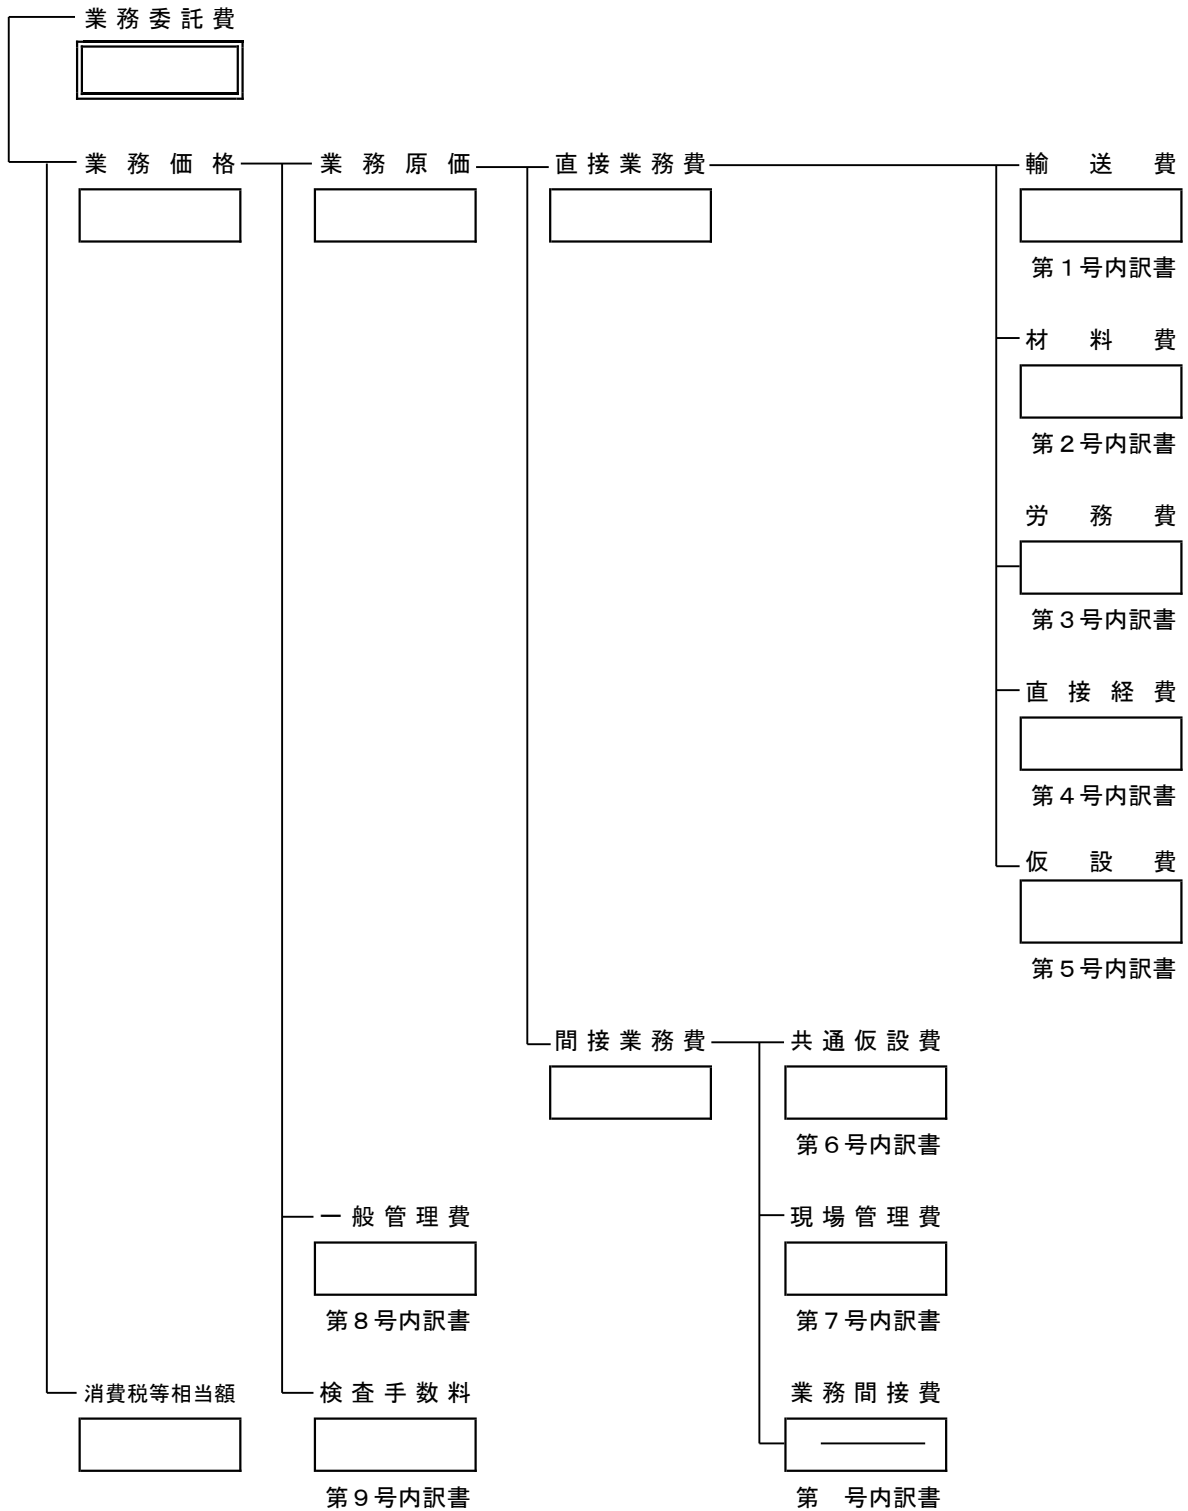 業務委託費
業務価格 業務原価 直接業務費 輸送費
第１号内訳書
材料費
第２号内訳書
労務費
第３号内訳書
直接経費
第４号内訳書
仮設費
第５号内訳書
間接業務費 共通仮設費
第６号内訳書
一般管理費 現場管理費
第８号内訳書 第７号内訳書
消費税等相当額 検査手数料 業務間接費
第９号内訳書 第　号内訳書